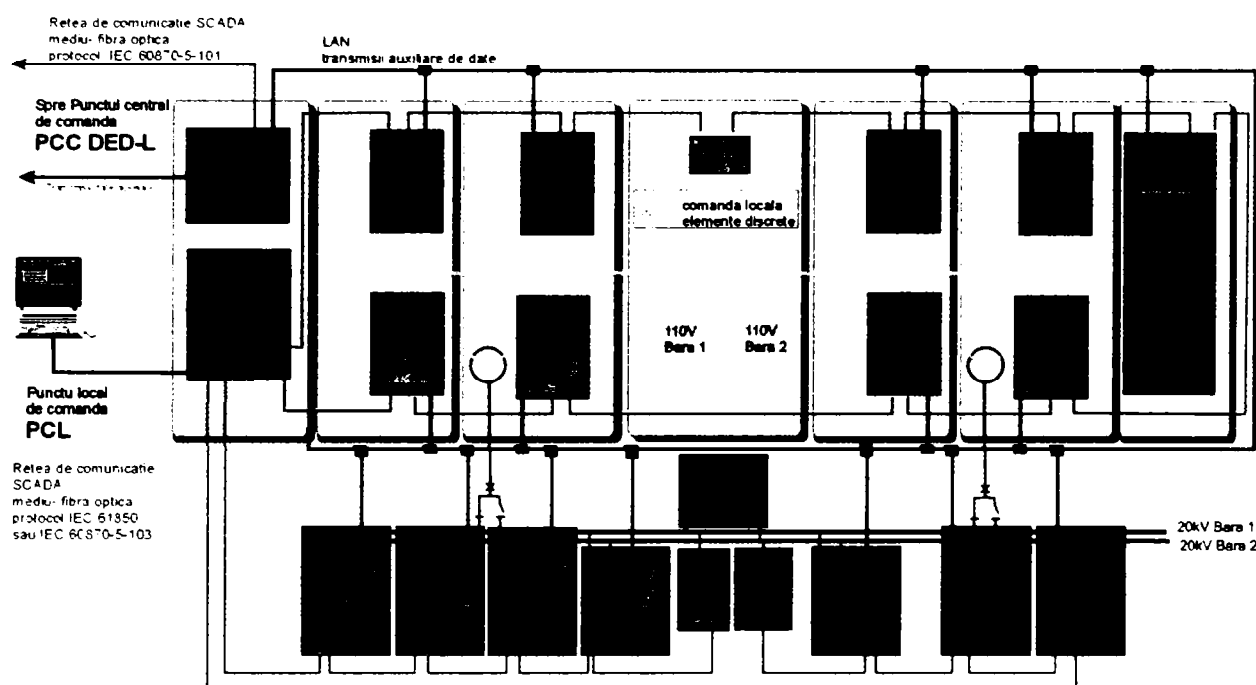 Retea de comunicatie SCADA
mediu- fibra optica
protocol IEC 60870-5-101
LAN
transmisii auxiliare de date
Spre Punctul central
de comanda
PCC DED-L
comanda locala
elemente discrete
110V
Bara 1
110V
Bara 2
Punctu local
de comanda
PCL
Retea de comunicatie
SCADA
mediu- fibra optica
protocol IEC 61850
sau IEC 60870-5-103
20kV Bara 1
20kV Bara 2